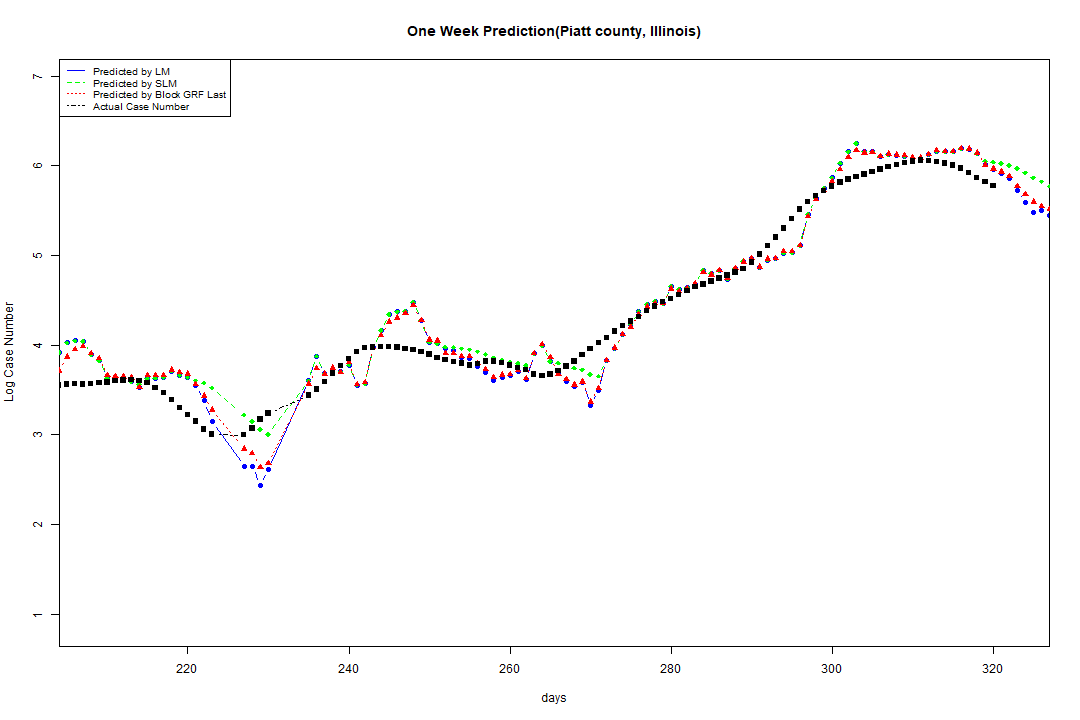 One Week Prediction(Piatt county, Illinois)
Predicted by LM
Predicted by SLM
Predicted by Block GRF Last
Actual Case Number
Log Case Number
7
6
5
4
3
2
1
220 240 260 280 300 320
days